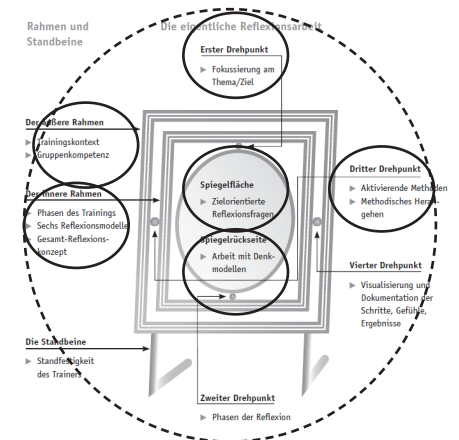 Rahmen und
Standbeine
Die eigentliche Reflexionsarbeit
Erster Drehpunkt
Fokussierung am
Thema/Ziel
Der äußere Rahmen
Trainingskontext
Gruppenkompetenz
Der innere Rahmen
Phasen des Trainings
Sechs Reflexionsmodelle
Gesamt-Reflexions-
konzept
Spiegelfläche
Zielorientierte
Reflexionsfragen
Spiegelrückseite
Arbeit mit Denk-
modellen
Dritter Drehpunkt
Aktivierende Methoden
Methodisches Heran-
gehen
Vierter Drehpunkt
Visualisierung und
Dokumentation der
Schritte, Gefühle,
Ergebnisse
Die Standbeine
Standfestigkeit
des Trainers
Zweiter Drehpunkt
Phasen der Reflexion